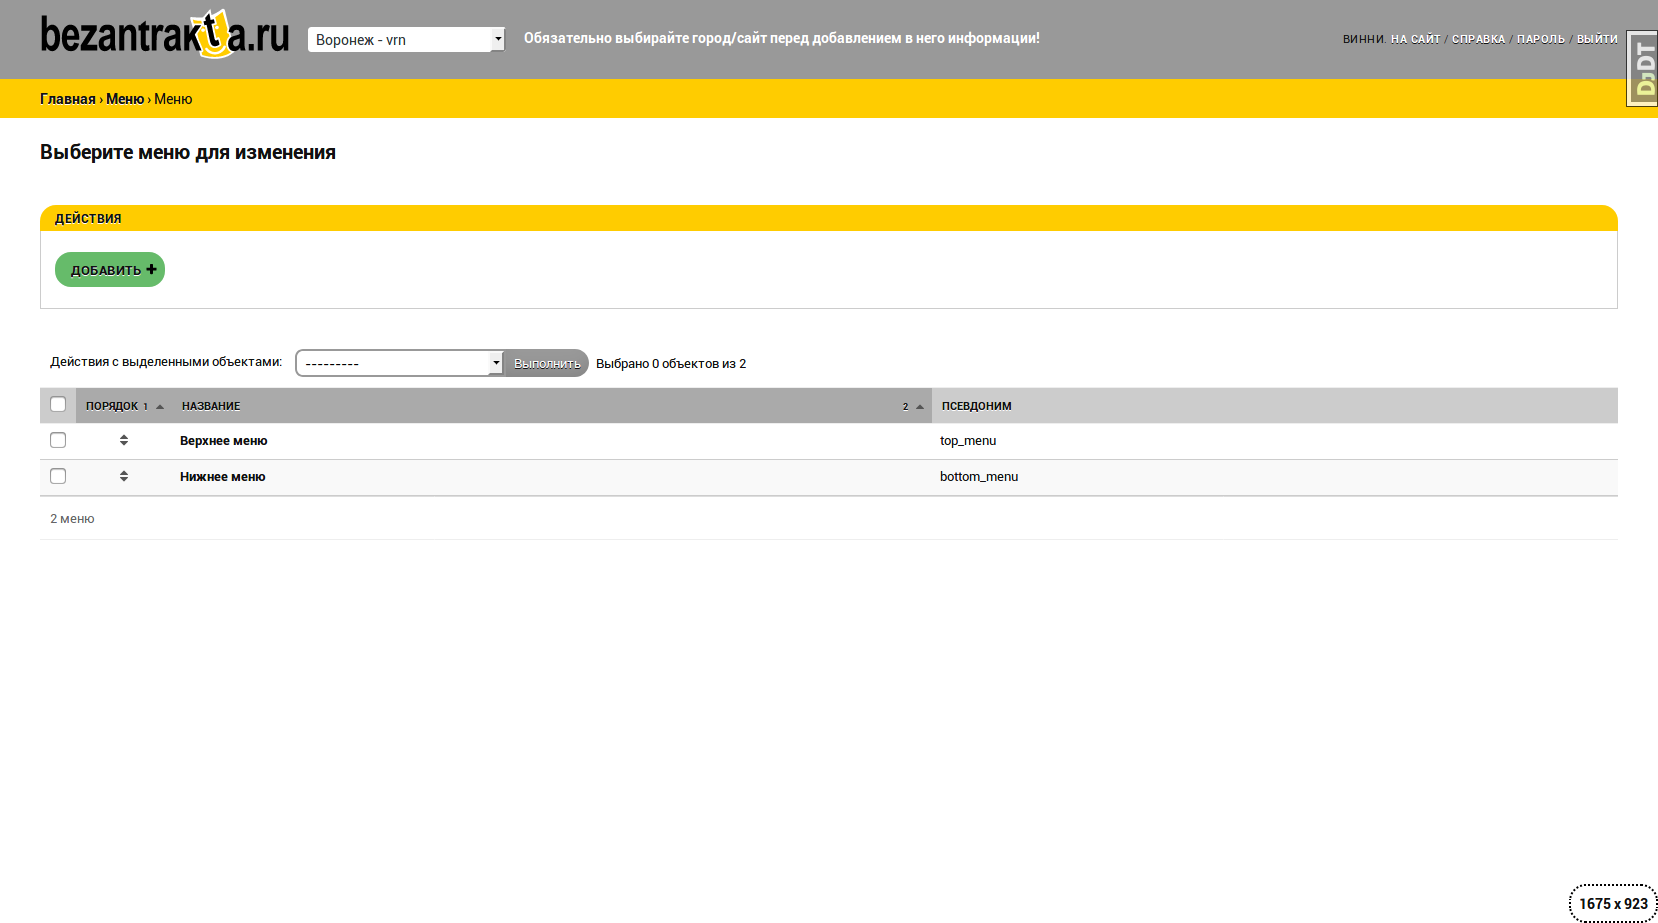 bezantrakta.ru
Воронеж - vrn
Обязательно выбирайте город/сайт перед добавлением в него информации!
ВИННИ. НА САЙТ / СПРАВКА / ПАРОЛЬ / ВЫЙТИ
DjDT
Главная › Меню › Меню
Выберите меню для изменения
ДЕЙСТВИЯ
ДОБАВИТЬ +
Действия с выделенными объектами: --------- Выполнить Выбрано 0 объектов из 2
ПОРЯДОК 1 НАЗВАНИЕ 2 ПСЕВДОНИМ
Верхнее меню top_menu
Нижнее меню bottom_menu
2 меню
1675 x 923